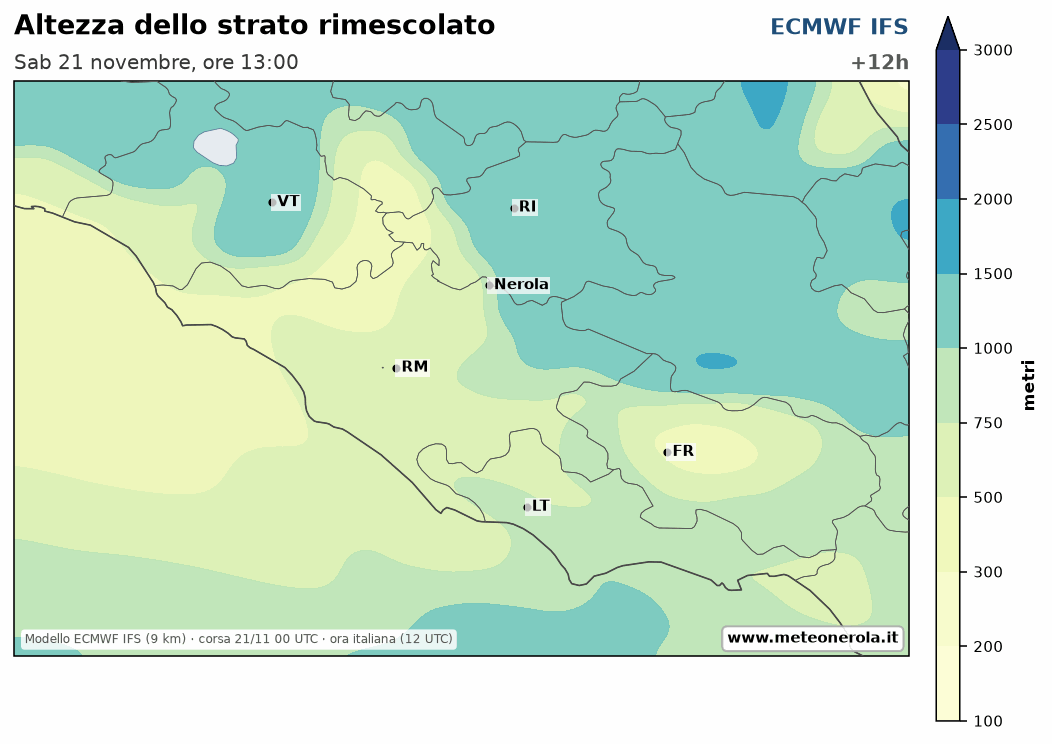 Altezza dello strato rimescolato
ECMWF IFS
Sab 21 novembre, ore 13:00
+12h
3000
2500
2000
1500
1000
750
500
300
200
100
metri
VT
RI
Nerola
RM
FR
LT
Modello ECMWF IFS (9 km) · corsa 21/11 00 UTC · ora italiana (12 UTC)
www.meteonerola.it